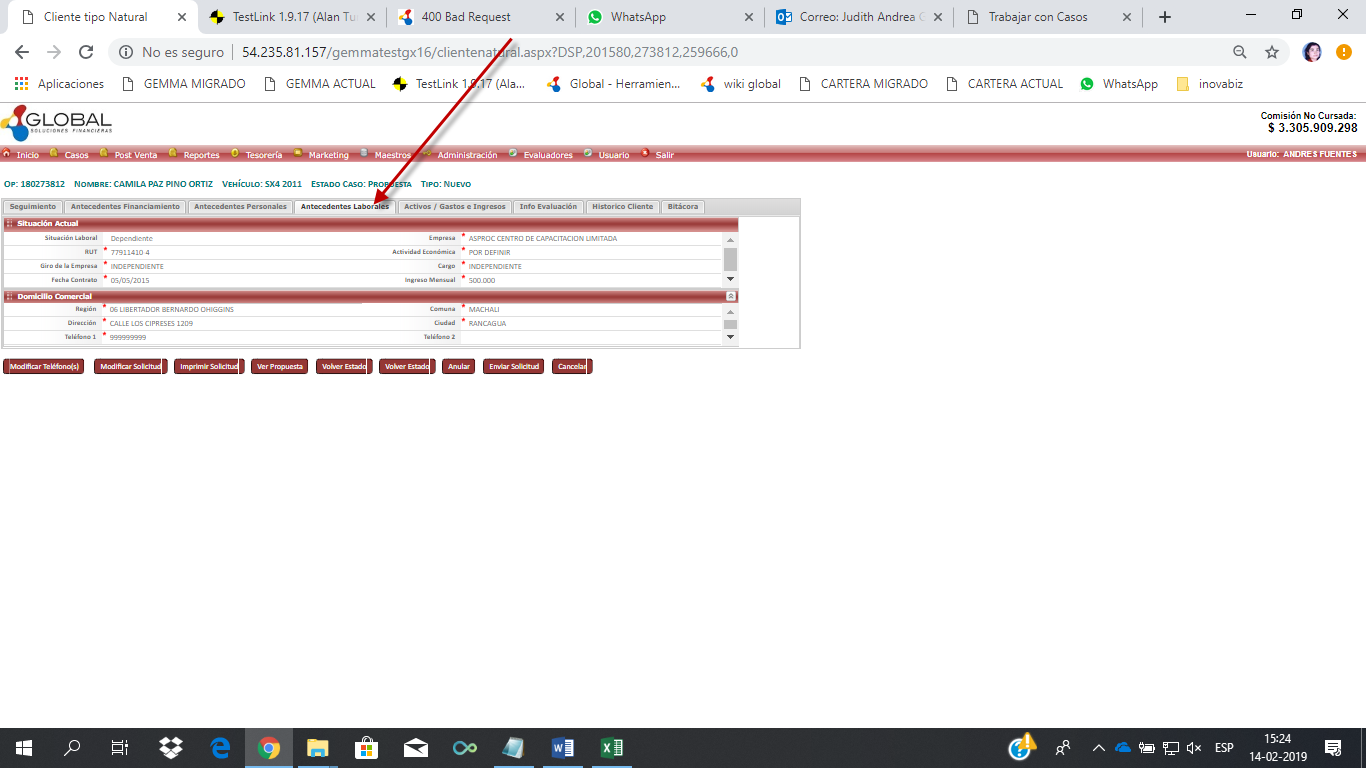 Cliente tipo Natural
TestLink 1.9.17 (Alan Tu
400 Bad Request
WhatsApp
Correo: Judith Andrea G
Trabajar con Casos
No es seguro
54.235.81.157/gemmatestgx16/clientenatural.aspx?DSP,201580,273812,259666,0
Aplicaciones
GEMMA MIGRADO
GEMMA ACTUAL
TestLink 1.9.17 (Ala...
Global - Herramien...
wiki global
CARTERA MIGRADO
CARTERA ACTUAL
WhatsApp
inovabiz
GLOBAL
SOLUCIONES FINANCIERAS
Comisión No Cursada:
$ 3.305.909.298
Inicio Casos Post Venta Reportes Tesorería Marketing Maestros Administración Evaluadores Usuario Salir
Usuario: ANDRES FUENTES
Op: 180273812 Nombre: CAMILA PAZ PINO ORTIZ Vehículo: SX4 2011 Estado Caso: Propuesta Tipo: Nuevo
Seguimiento Antecedentes Financiamiento Antecedentes Personales Antecedentes Laborales Activos / Gastos e Ingresos Info Evaluación Historico Cliente Bitácora
Situación Actual
Situación Laboral Dependiente Empresa * ASPROC CENTRO DE CAPACITACION LIMITADA
RUT * 77911410-4 Actividad Económica * POR DEFINIR
Giro de la Empresa * INDEPENDIENTE Cargo * INDEPENDIENTE
Fecha Contrato * 05/05/2015 Ingreso Mensual * 500.000
Domicilio Comercial
Región * 06 LIBERTADOR BERNARDO OHIGGINS Comuna * MACHALI
Dirección * CALLE LOS CIPRESES 1209 Ciudad * RANCAGUA
Teléfono 1 * 999999999 Teléfono 2
Modificar Teléfono(s) Modificar Solicitud Imprimir Solicitud Ver Propuesta Volver Estado Volver Estado Anular Enviar Solicitud Cancelar
ESP
15:24
14-02-2019